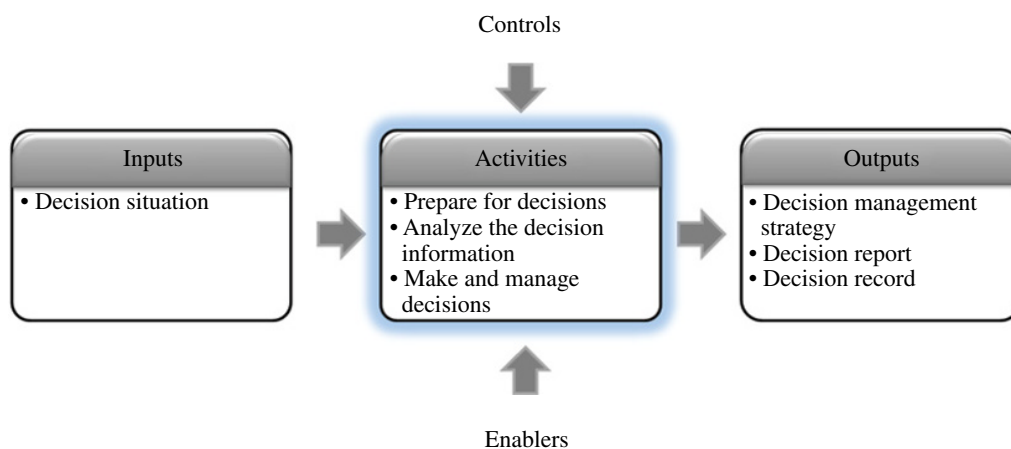 Controls
Inputs
• Decision situation
Activities
• Prepare for decisions
• Analyze the decision
information
• Make and manage
decisions
Outputs
• Decision management
strategy
• Decision report
• Decision record
Enablers